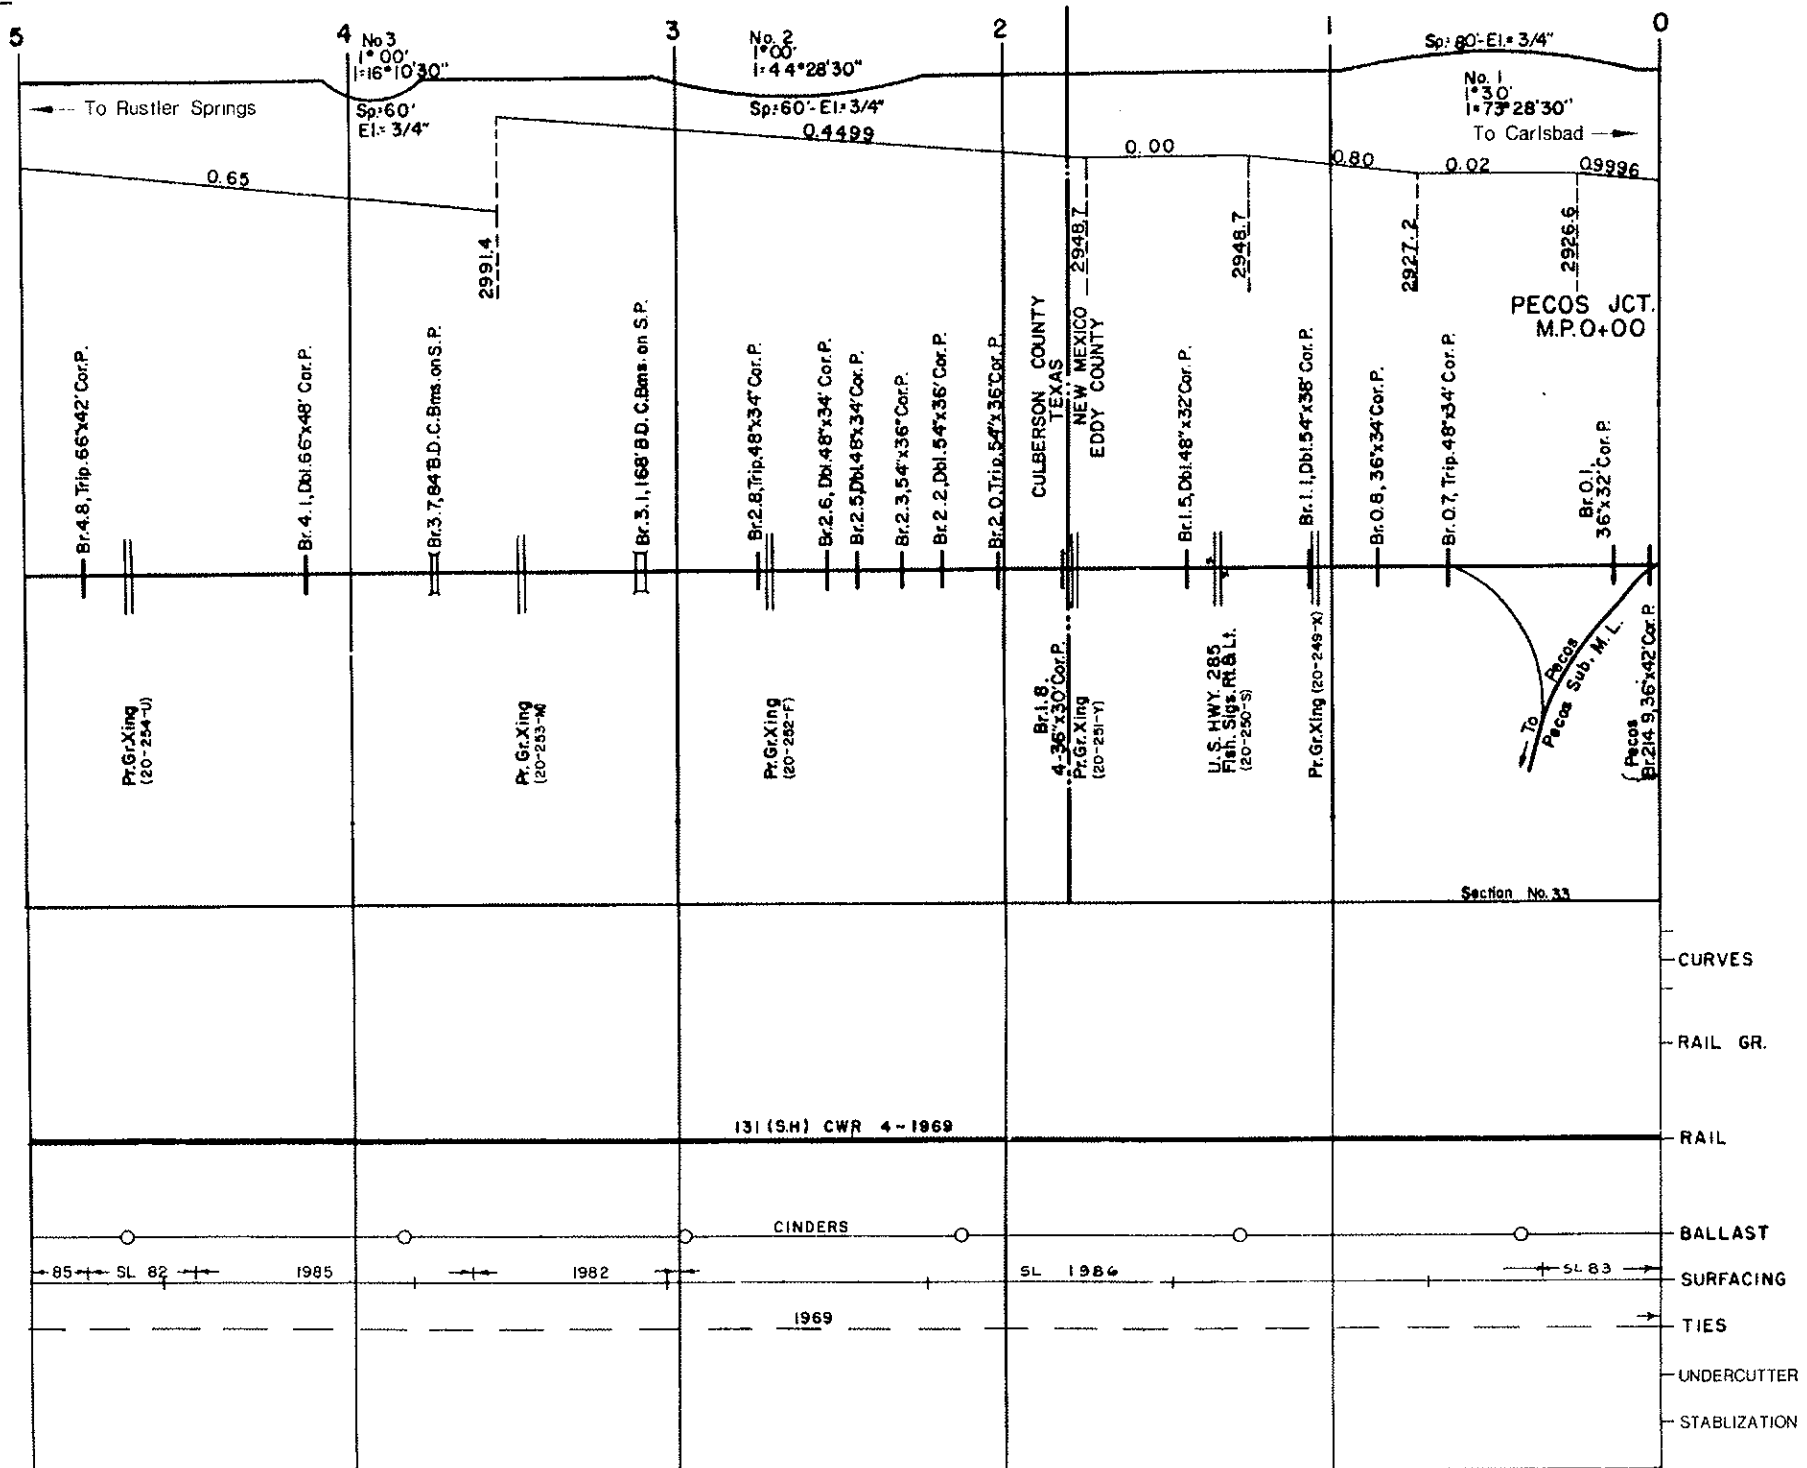 5
4
3
2
1
0
No 3
1°00'
I=16°10'30"
Sp=60'
El.= 3/4"
No. 2
1°00'
I=44°28'30"
Sp=60'-El=3/4"
Sp=80'-El.=3/4"
No. 1
1°30'
I=73°28'30"
To Rustler Springs
To Carlsbad
0.65
0.4499
0.00
0.80
0.02
0.9996
2991.4
2948.7
2948.7
2927.2
2926.6
PECOS JCT.
M.P.0+00
CULBERSON COUNTY
TEXAS
NEW MEXICO
EDDY COUNTY
Br.4.8,Trip.66"x42'Cor.P.
Br.4.1,Dbl.66"x48' Cor.P.
Br.3.7,84'B.D.C.Bms.onS.P.
Br.3.1,168'B.D.C.Bms.on S.P.
Br.2.8,Trip.48"x34'Cor.P.
Br.2.6,Dbl.48"x34' Cor.P.
Br.2.5,Dbl.48"x34'Cor.P.
Br.2.3,54"x36"Cor.P.
Br.2.2,Dbl.54"x36'Cor.P.
Br.2.0,Trip.54"x36'Cor.P.
Br.1.5,Dbl.48"x32'Cor.P.
Br.1.1,Dbl.54"x38' Cor.P.
Br.0.8, 36"x34'Cor.P.
Br.0.7, Trip.48"x34' Cor.P.
Br.0.1,
36"x32'Cor.P.
Pr.Gr.Xing
(20-254-U)
Pr.Gr.Xing
(20-253-M)
Pr.Gr.Xing
(20-252-F)
Br.1.8,
4-36"x30'Cor.P.
Pr.Gr.Xing
(20-251-Y)
U.S. HWY. 285
Flsh. Sigs. Rt.& Lt.
(20-250-S)
Pr.Gr.Xing (20-249-X)
To Pecos
Pecos Sub. M.L.
(Pecos
Br.214.9,36"x42'Cor.P.
Section No.33
CURVES
RAIL GR.
131 (S.H) CWR 4-1969
RAIL
CINDERS
BALLAST
85
SL 82
1985
1982
SL 1986
SL 83
SURFACING
1969
TIES
UNDERCUTTER
STABLIZATION